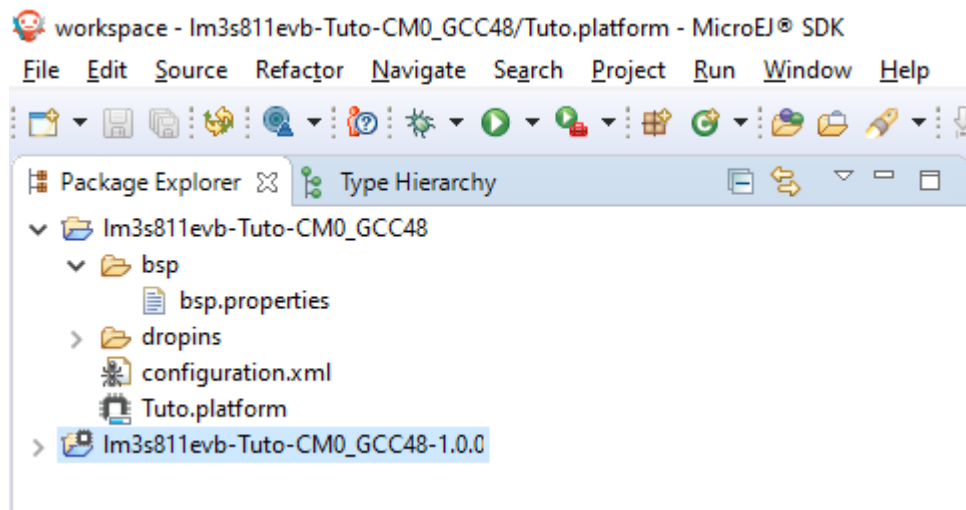 workspace - lm3s811evb-Tuto-CM0_GCC48/Tuto.platform - MicroEJ® SDK
File Edit Source Refactor Navigate Search Project Run Window Help
Package Explorer Type Hierarchy
lm3s811evb-Tuto-CM0_GCC48
bsp
bsp.properties
dropins
configuration.xml
Tuto.platform
lm3s811evb-Tuto-CM0_GCC48-1.0.0